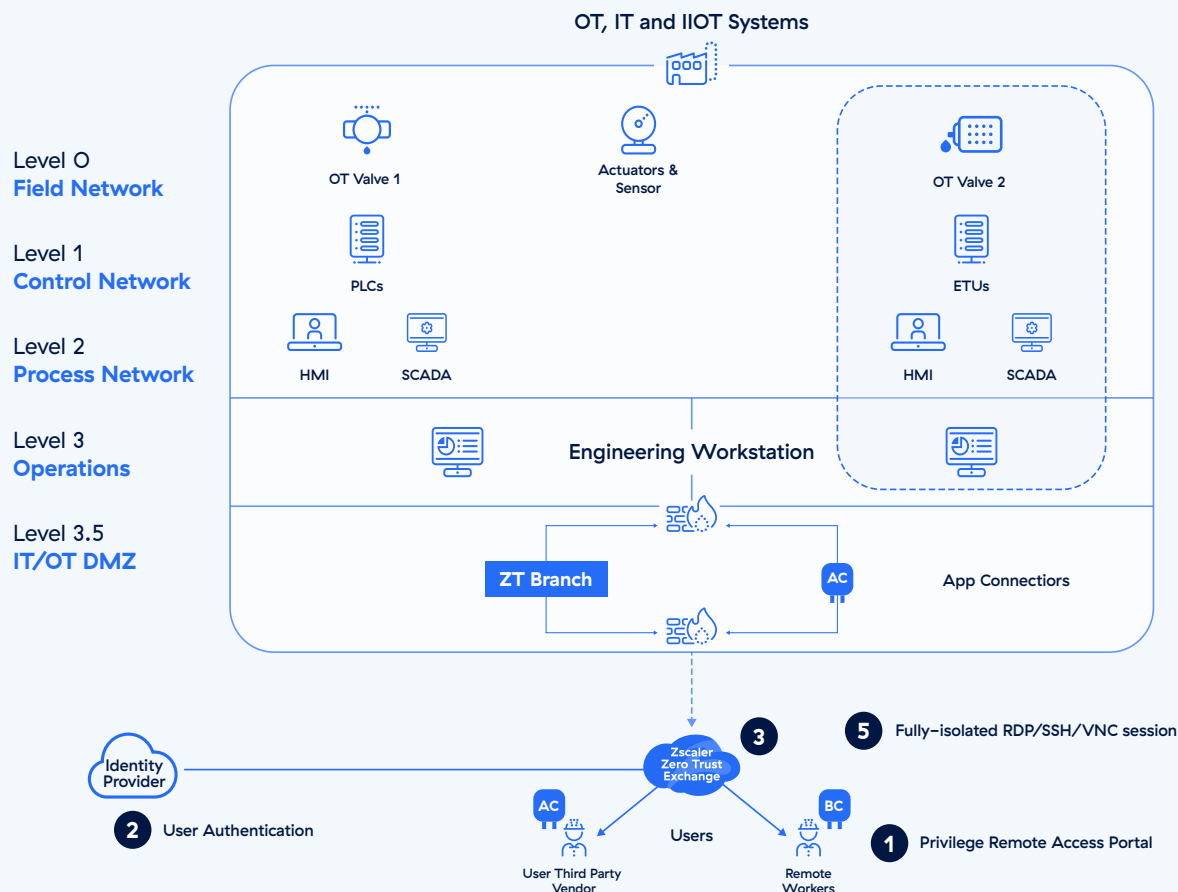 OT, IT and IIOT Systems
Level 0
Field Network
OT Valve 1
Actuators &
Sensor
OT Valve 2
Level 1
Control Network
PLCs
ETUs
Level 2
Process Network
HMI
SCADA
HMI
SCADA
Level 3
Operations
Engineering Workstation
Level 3.5
IT/OT DMZ
ZT Branch
AC
App Connectiors
3
5
Fully-isolated RDP/SSH/VNC session
Identity
Provider
Zscaler
Zero Trust
Exchange
2
User Authentication
AC
Users
BC
1
Privilege Remote Access Portal
User Third Party
Vendor
Remote
Workers